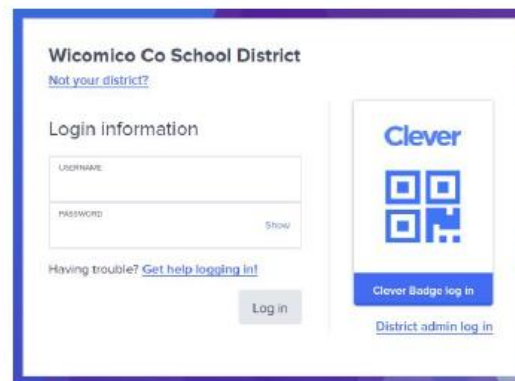 Wicomico Co School District
Not your district?
Login information
USERNAME
PASSWORD
Show
Having trouble? Get help logging in!
Log in
Clever
Clever Badge log in
District admin log in